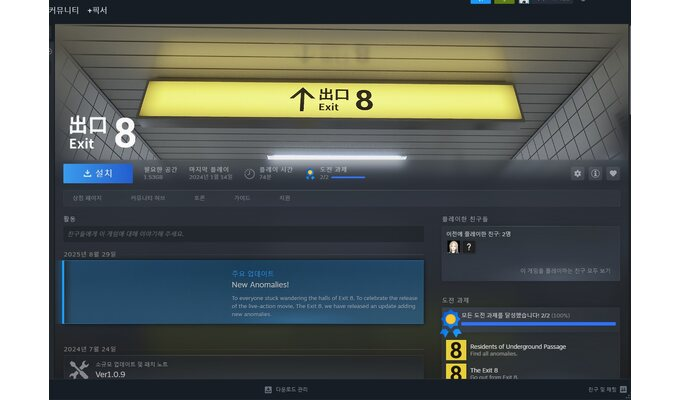 커뮤니티 +픽서
↑ 出口 8
Exit
出口 8
Exit
설치
필요한 공간
1.53GB
마지막 플레이
2024년 1월 14일
플레이 시간
74분
도전 과제
2/2
상점 페이지 커뮤니티 허브 토론 가이드 지원
활동
친구들에게 이 게임에 대해 이야기해 주세요.
2025년 8월 29일
주요 업데이트
New Anomalies!
To everyone stuck wandering the halls of Exit 8, To celebrate the release
of the live-action movie, The Exit 8, we have released an update adding
new anomalies.
2024년 7월 24일
소규모 업데이트 및 패치 노트
Ver1.0.9
플레이한 친구들
이전에 플레이한 친구: 2명
?
이 게임을 플레이하는 친구 모두 보기
도전 과제
모든 도전 과제를 달성했습니다! 2/2 (100%)
8
Residents of Underground Passage
Find all anomalies.
8
The Exit 8
Go out from Exit 8.
다운로드 관리
친구 및 채팅